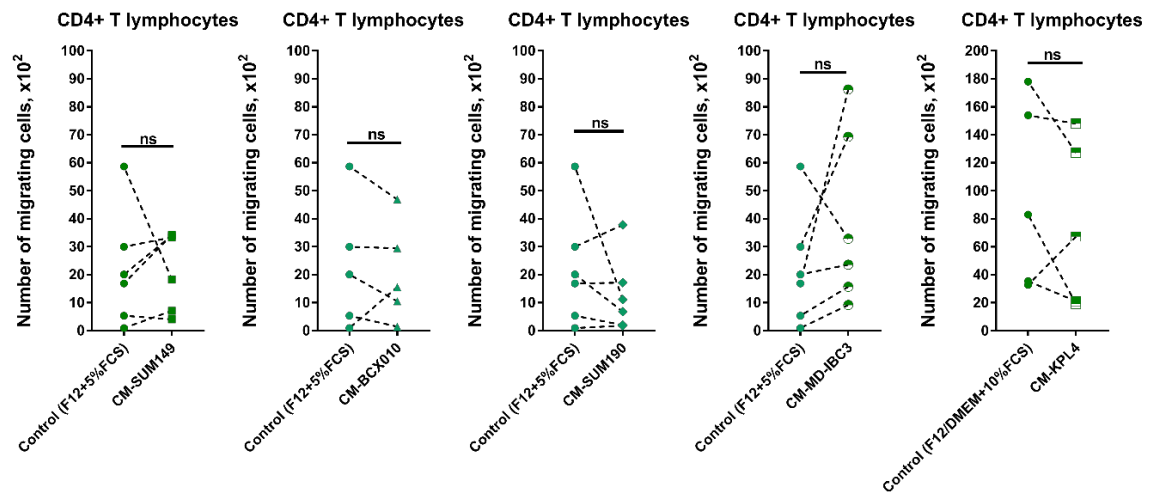 CD4+ T lymphocytes
Number of migrating cells, x10²
100
90
80
70
60
50
40
30
20
10
0
ns
Control (F12+5%FCS)
CM-SUM149
CD4+ T lymphocytes
Number of migrating cells, x10²
100
90
80
70
60
50
40
30
20
10
0
ns
Control (F12+5%FCS)
CM-BCX010
CD4+ T lymphocytes
Number of migrating cells, x10²
100
90
80
70
60
50
40
30
20
10
0
ns
Control (F12+5%FCS)
CM-SUM190
CD4+ T lymphocytes
Number of migrating cells, x10²
100
90
80
70
60
50
40
30
20
10
0
ns
Control (F12+5%FCS)
CM-MD-IBC3
CD4+ T lymphocytes
Number of migrating cells, x10²
200
180
160
140
120
100
80
60
40
20
0
ns
Control (F12/DMEM+10%FCS)
CM-KPL4